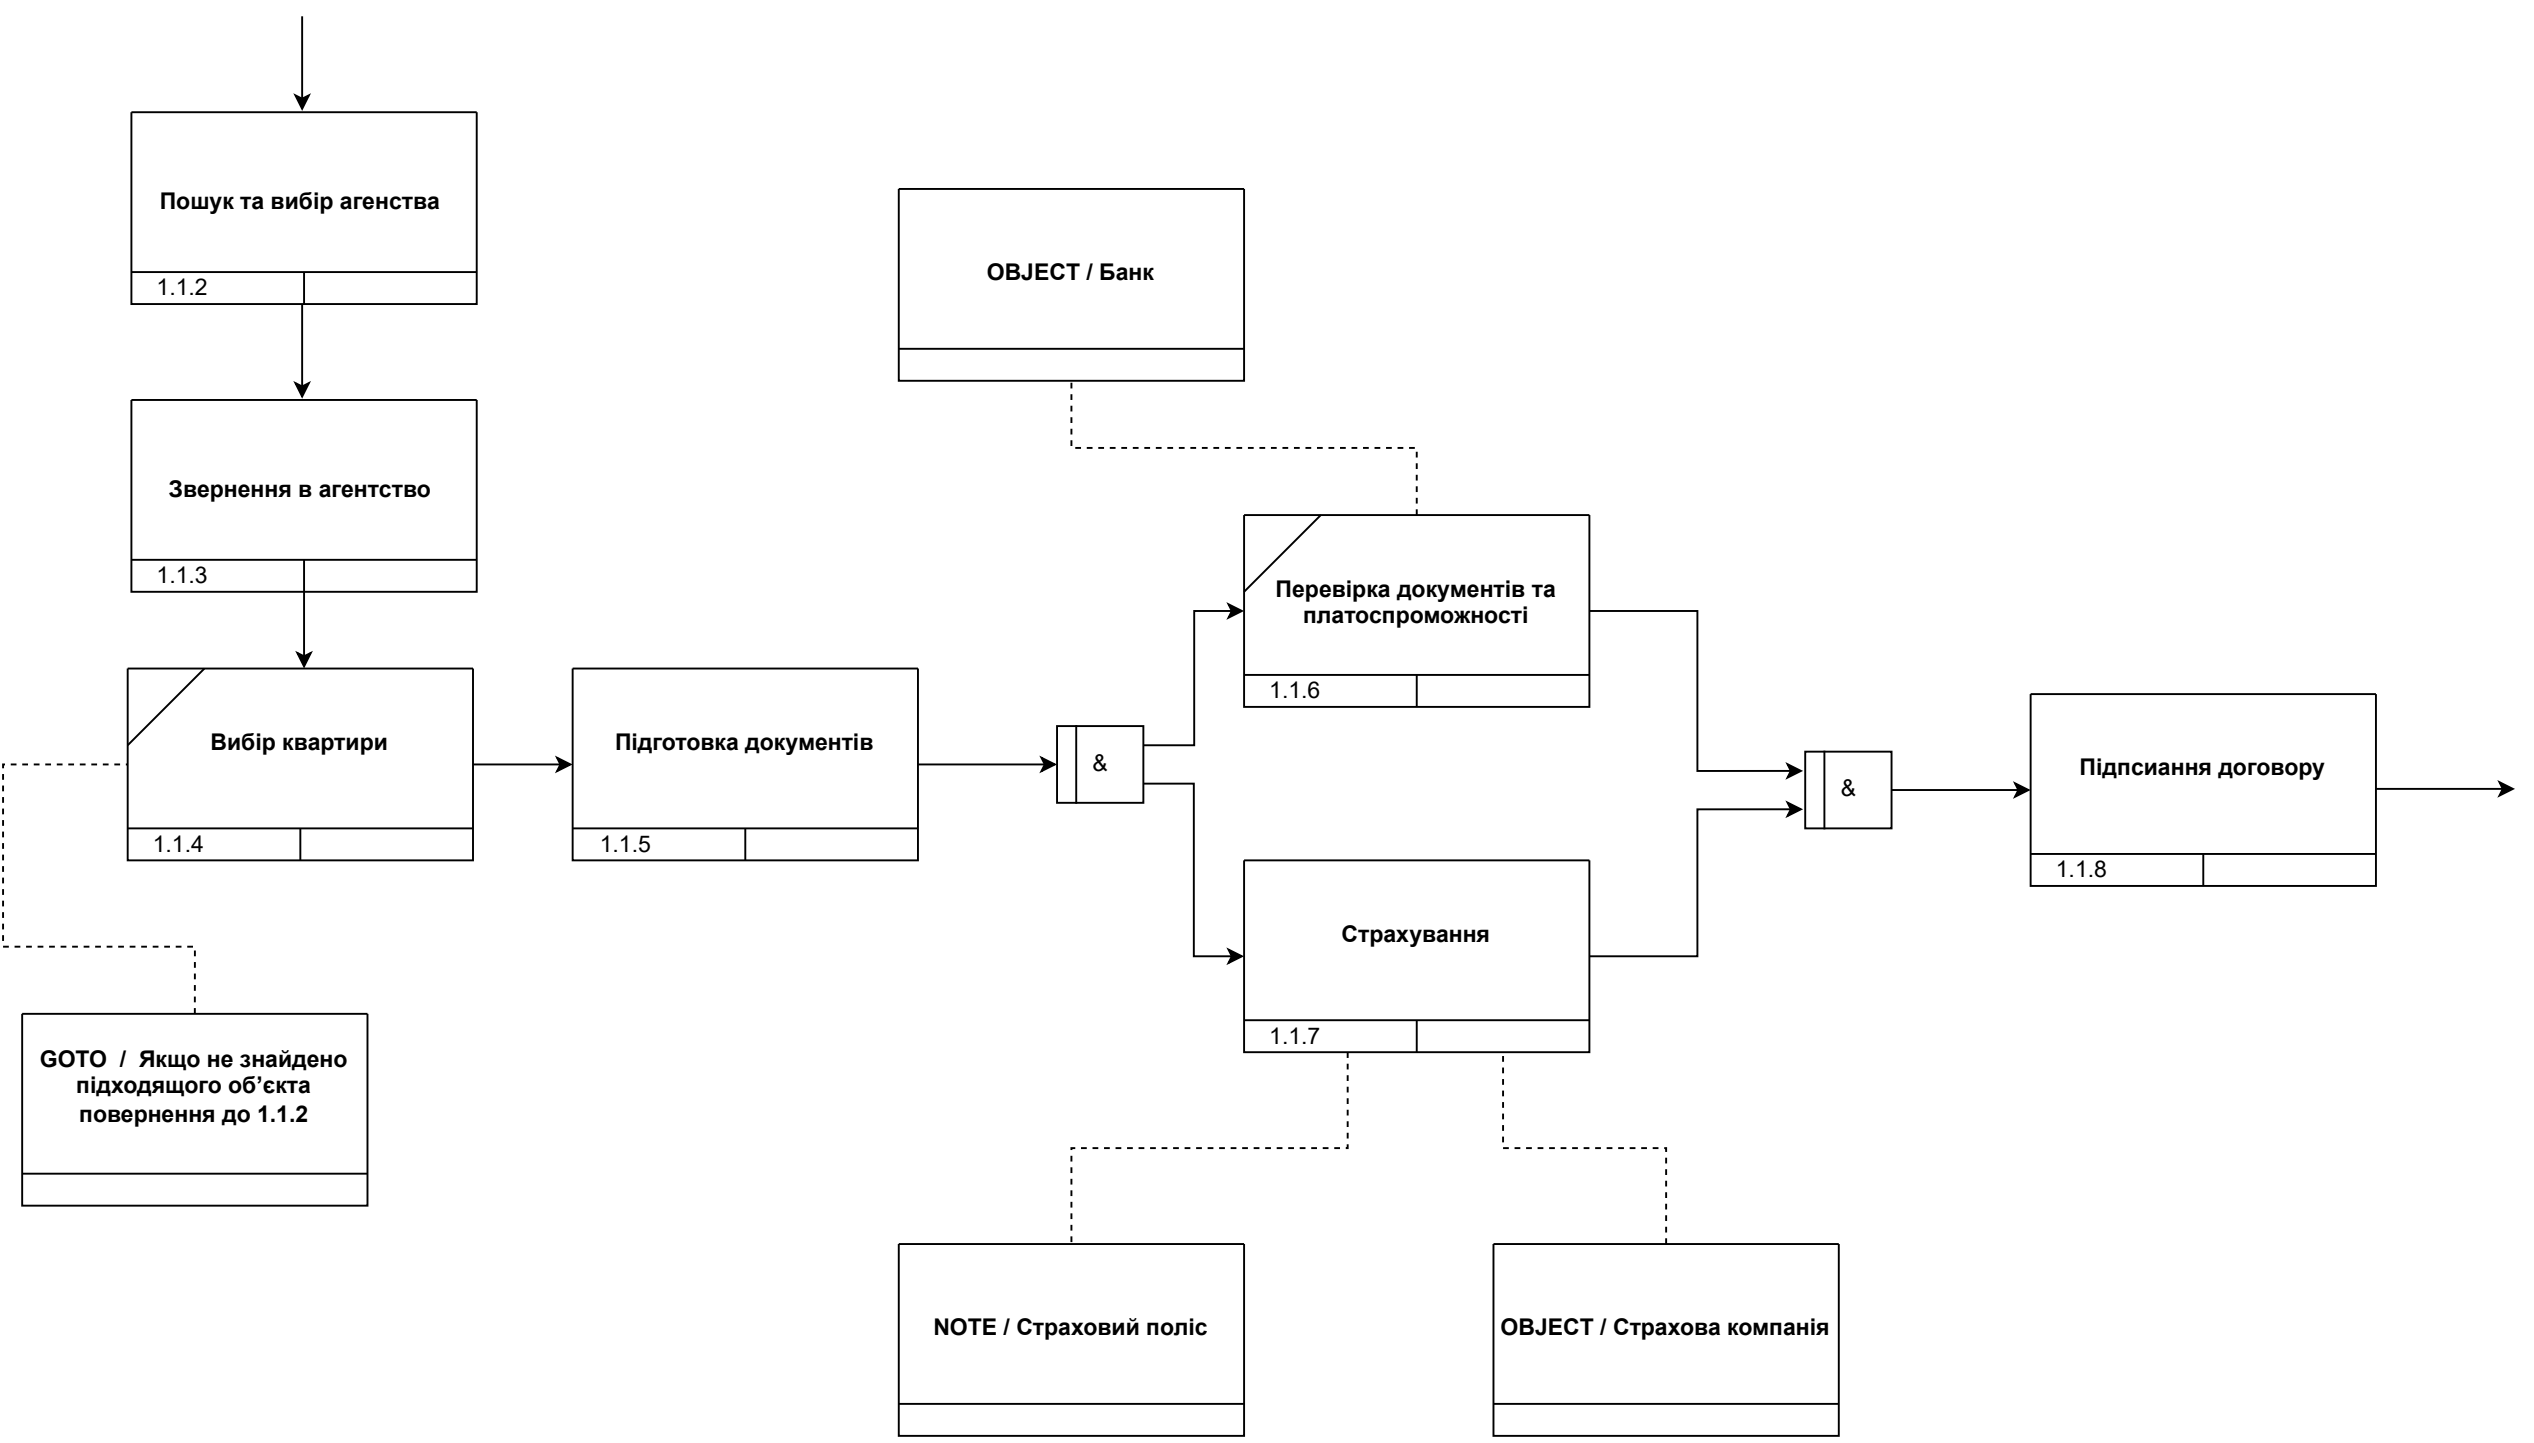 Пошук та вибір агенства
1.1.2
OBJECT / Банк
Звернення в агентство
1.1.3
Перевірка документів та
платоспроможності
1.1.6
Вибір квартири
1.1.4
Підготовка документів
1.1.5
&
&
Підпсиання договору
1.1.8
Страхування
1.1.7
GOTO / Якщо не знайдено
підходящого об’єкта
повернення до 1.1.2
NOTE / Страховий поліс
OBJECT / Страхова компанія